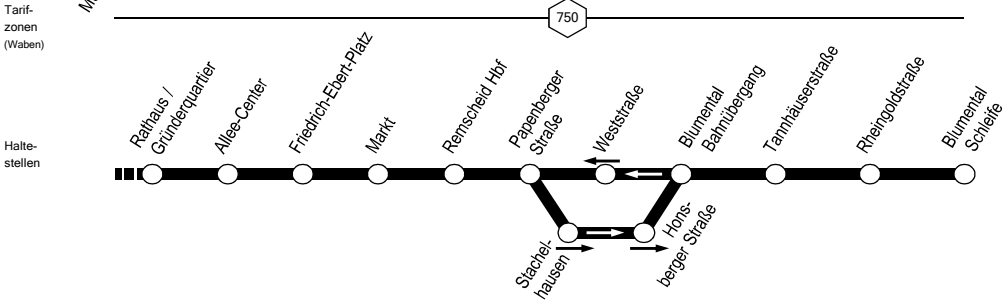 Tarif-
zonen
(Waben)
750
Halte-
stellen
Rathaus /
Gründerquartier
Allee-Center
Friedrich-Ebert-Platz
Markt
Remscheid Hbf
Papenberger
Straße
Weststraße
Blumental
Bahnübergang
Tannhäuserstraße
Rheingoldstraße
Blumental
Schleife
Stachel-
hausen
Hons-
berger Straße